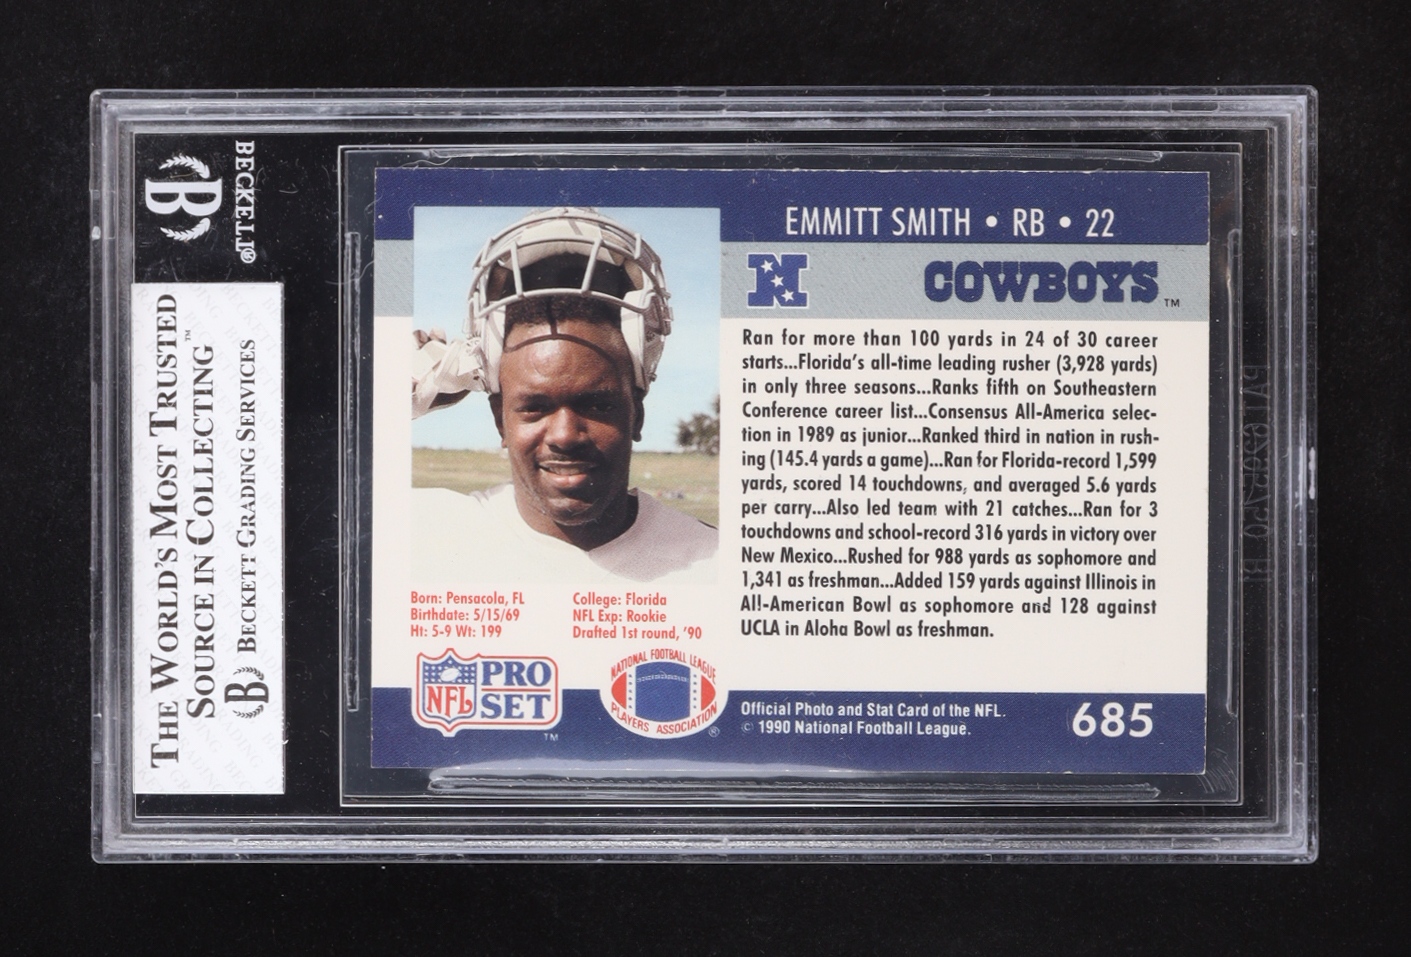 BECKETT®
THE WORLD'S MOST TRUSTED
SOURCE IN COLLECTING™
B BECKETT GRADING SERVICES
EMMITT SMITH • RB • 22
N
COWBOYS™
Ran for more than 100 yards in 24 of 30 career
starts...Florida's all-time leading rusher (3,928 yards)
in only three seasons...Ranks fifth on Southeastern
Conference career list...Consensus All-America selec-
tion in 1989 as junior...Ranked third in nation in rush-
ing (145.4 yards a game)...Ran for Florida-record 1,599
yards, scored 14 touchdowns, and averaged 5.6 yards
per carry...Also led team with 21 catches...Ran for 3
touchdowns and school-record 316 yards in victory over
New Mexico...Rushed for 988 yards as sophomore and
1,341 as freshman...Added 159 yards against Illinois in
All-American Bowl as sophomore and 128 against
UCLA in Aloha Bowl as freshman.
Born: Pensacola, FL
Birthdate: 5/15/69
Ht: 5-9 Wt: 199
College: Florida
NFL Exp: Rookie
Drafted 1st round, '90
NFL PRO SET™
NATIONAL FOOTBALL LEAGUE
PLAYERS ASSOCIATION®
Official Photo and Stat Card of the NFL.
© 1990 National Football League.
685